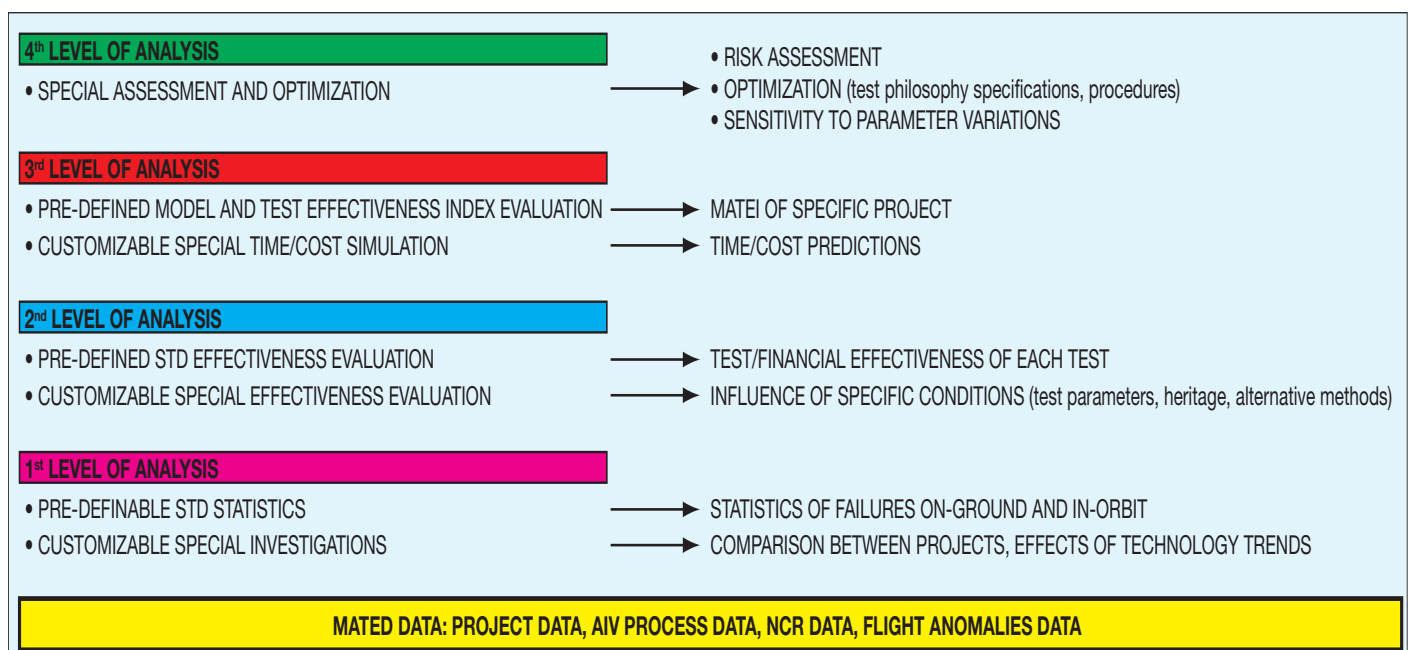 4th LEVEL OF ANALYSIS
• RISK ASSESSMENT
• SPECIAL ASSESSMENT AND OPTIMIZATION
• OPTIMIZATION (test philosophy specifications, procedures)
• SENSITIVITY TO PARAMETER VARIATIONS
3rd LEVEL OF ANALYSIS
• PRE-DEFINED MODEL AND TEST EFFECTIVENESS INDEX EVALUATION
MATEI OF SPECIFIC PROJECT
• CUSTOMIZABLE SPECIAL TIME/COST SIMULATION
TIME/COST PREDICTIONS
2nd LEVEL OF ANALYSIS
• PRE-DEFINED STD EFFECTIVENESS EVALUATION
TEST/FINANCIAL EFFECTIVENESS OF EACH TEST
• CUSTOMIZABLE SPECIAL EFFECTIVENESS EVALUATION
INFLUENCE OF SPECIFIC CONDITIONS (test parameters, heritage, alternative methods)
1st LEVEL OF ANALYSIS
• PRE-DEFINABLE STD STATISTICS
STATISTICS OF FAILURES ON-GROUND AND IN-ORBIT
• CUSTOMIZABLE SPECIAL INVESTIGATIONS
COMPARISON BETWEEN PROJECTS, EFFECTS OF TECHNOLOGY TRENDS
MATED DATA: PROJECT DATA, AIV PROCESS DATA, NCR DATA, FLIGHT ANOMALIES DATA